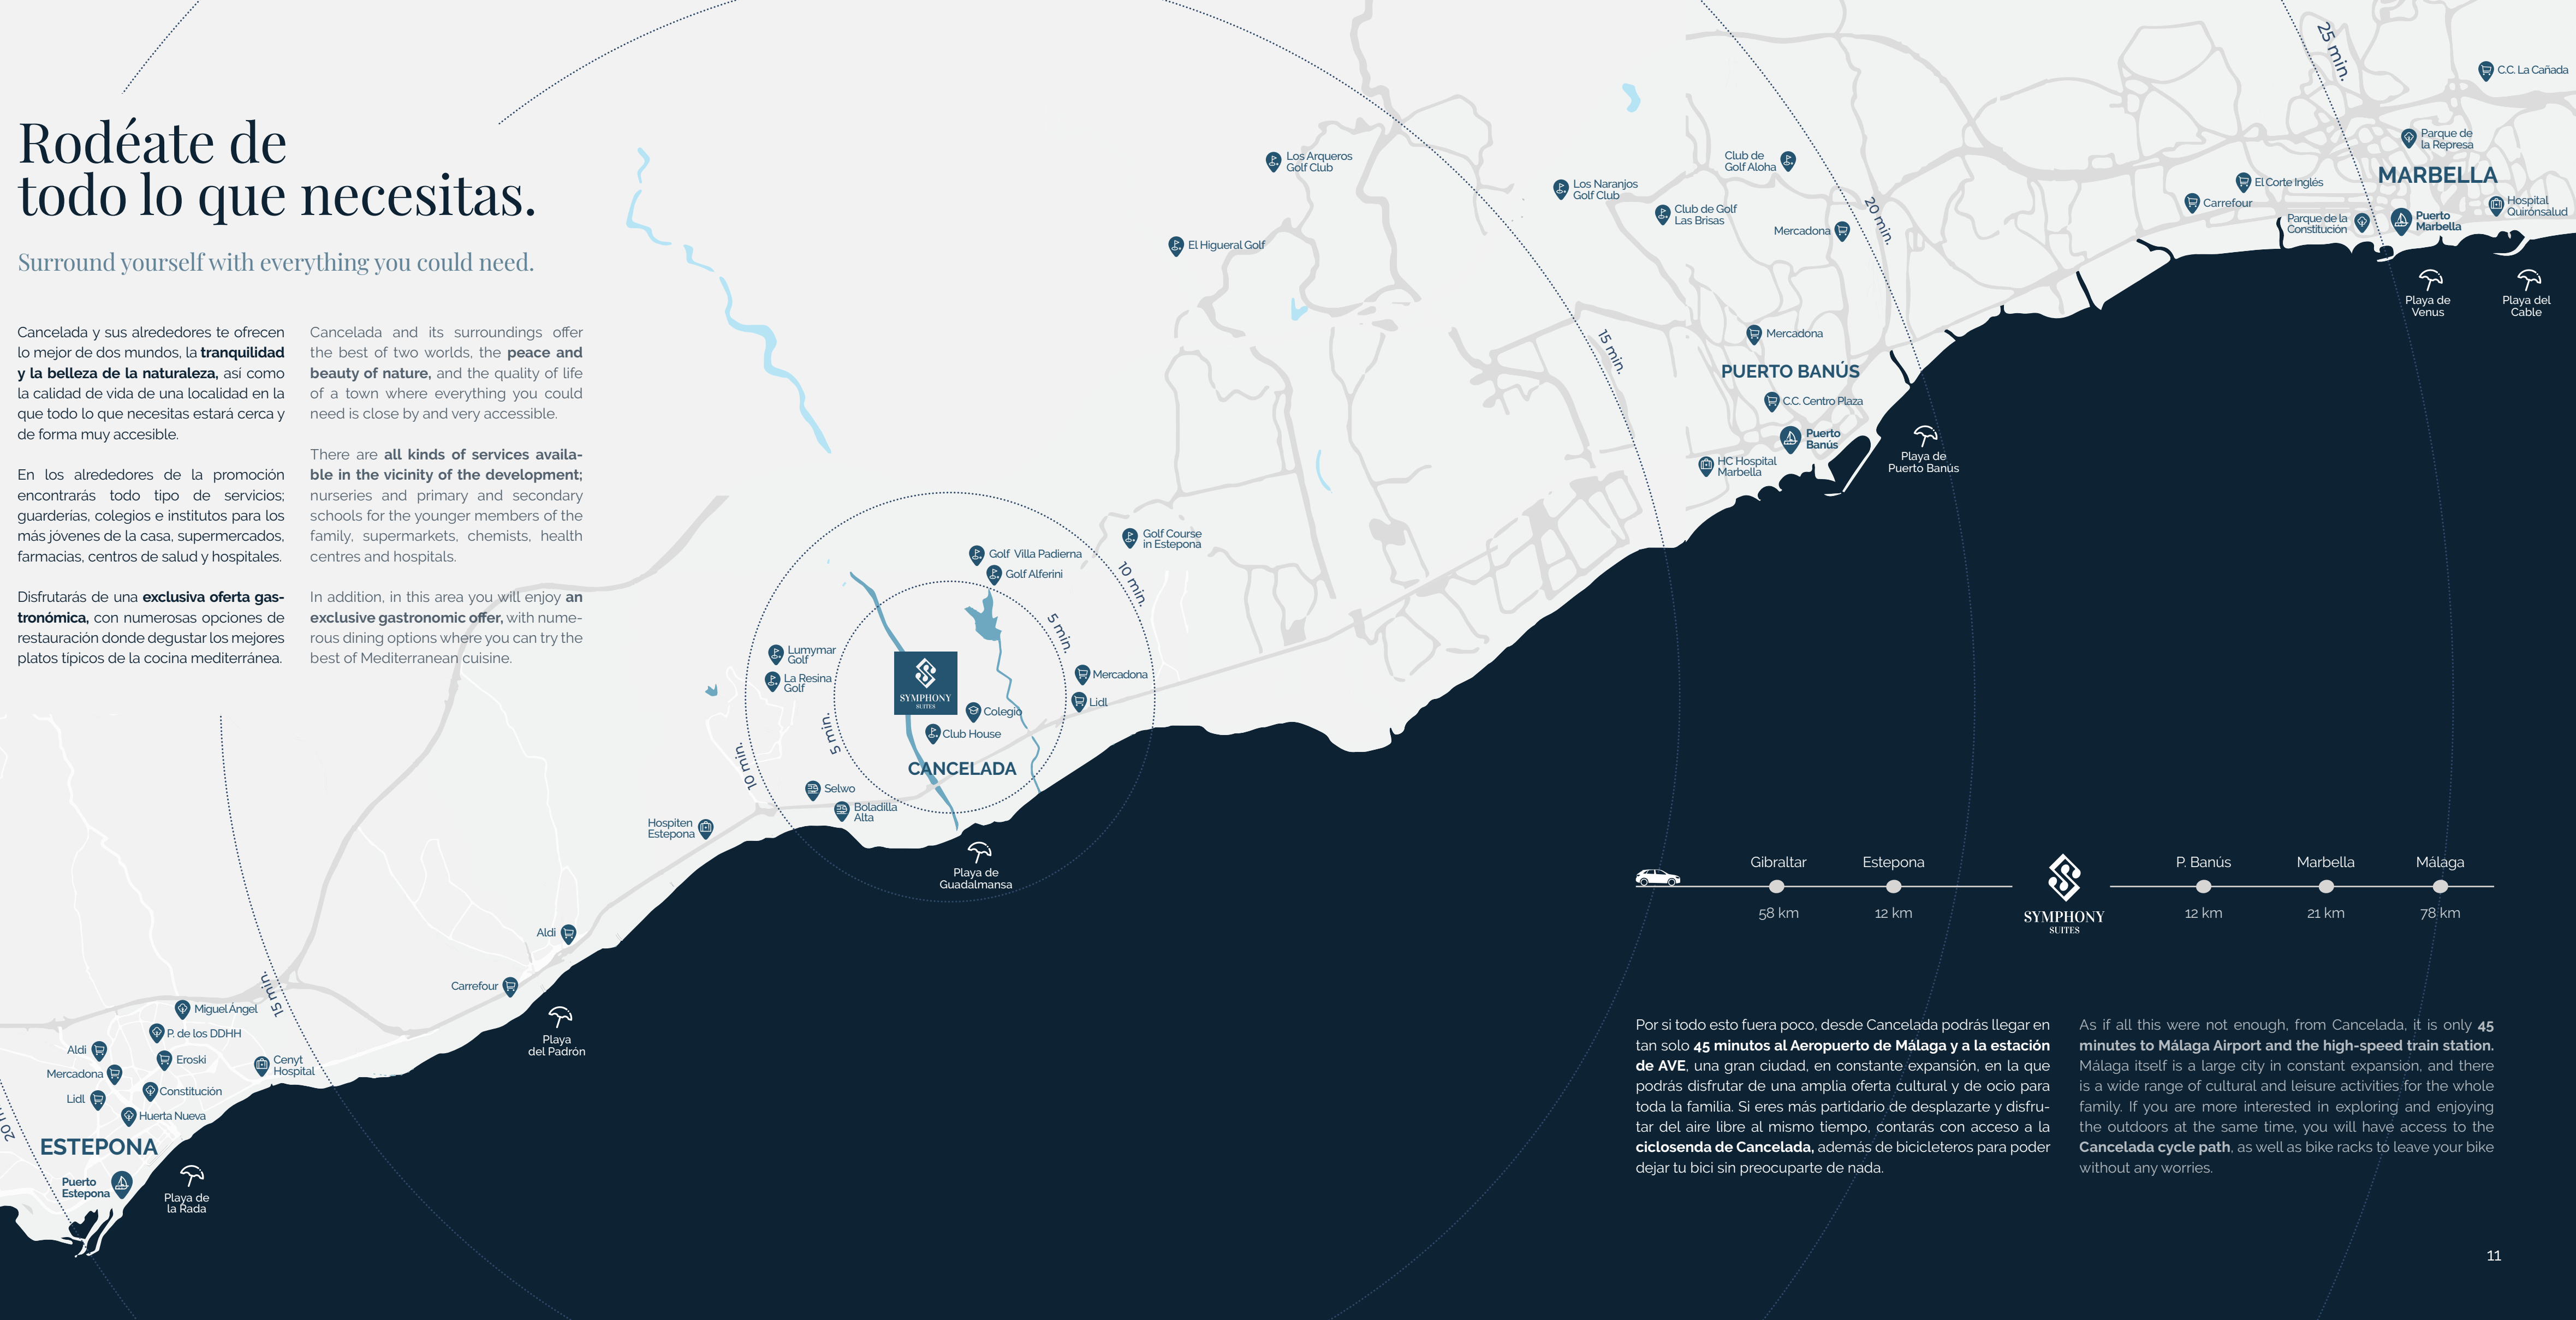 Rodéate de
todo lo que necesitas.
Surround yourself with everything you could need.
Cancelada y sus alrededores te ofrecen
lo mejor de dos mundos, la tranquilidad
y la belleza de la naturaleza, así como
la calidad de vida de una localidad en la
que todo lo que necesitas estará cerca y
de forma muy accesible.
En los alrededores de la promoción
encontrarás todo tipo de servicios;
guarderías, colegios e institutos para los
más jóvenes de la casa, supermercados,
farmacias, centros de salud y hospitales.
Disfrutarás de una exclusiva oferta gas-
tronómica, con numerosas opciones de
restauración donde degustar los mejores
platos típicos de la cocina mediterránea.
Cancelada and its surroundings offer
the best of two worlds, the peace and
beauty of nature, and the quality of life
of a town where everything you could
need is close by and very accessible.
There are all kinds of services availa-
ble in the vicinity of the development;
nurseries and primary and secondary
schools for the younger members of the
family, supermarkets, chemists, health
centres and hospitals.
In addition, in this area you will enjoy an
exclusive gastronomic offer, with nume-
rous dining options where you can try the
best of Mediterranean cuisine.
25 min.
C.C. La Cañada
Parque de
la Represa
MARBELLA
El Corte Inglés
Carrefour
Hospital
Quirónsalud
Parque de la
Constitución
Puerto
Marbella
Playa de
Venus
Playa del
Cable
Los Arqueros
Golf Club
El Higueral Golf
Los Naranjos
Golf Club
Club de
Golf Aloha
Club de Golf
Las Brisas
Mercadona
20 min.
15 min.
Mercadona
PUERTO BANÚS
C.C. Centro Plaza
Puerto
Banús
HC Hospital
Marbella
Playa de
Puerto Banús
Golf Course
in Estepona
Golf Villa Padierna
Golf Alferini
10 min.
5 min.
Lumymar
Golf
La Resina
Golf
SYMPHONY
SUITES
Mercadona
Lidl
Colegio
Club House
5 min.
10 min.
CANCELADA
Selwo
Boladilla
Alta
Hospiten
Estepona
Playa de
Guadalmansa
Aldi
Carrefour
Playa
del Padrón
15 min.
Miguel Ángel
P. de los DDHH
Aldi
Eroski
Cenyt
Hospital
Mercadona
Constitución
Lidl
Huerta Nueva
20 m
ESTEPONA
Puerto
Estepona
Playa de
la Rada
Gibraltar
Estepona
P. Banús
Marbella
Málaga
58 km
12 km
SYMPHONY
SUITES
12 km
21 km
78 km
Por si todo esto fuera poco, desde Cancelada podrás llegar en
tan solo 45 minutos al Aeropuerto de Málaga y a la estación
de AVE, una gran ciudad, en constante expansión, en la que
podrás disfrutar de una amplia oferta cultural y de ocio para
toda la familia. Si eres más partidario de desplazarte y disfru-
tar del aire libre al mismo tiempo, contarás con acceso a la
ciclosenda de Cancelada, además de bicicleteros para poder
dejar tu bici sin preocuparte de nada.
As if all this were not enough, from Cancelada, it is only 45
minutes to Málaga Airport and the high-speed train station.
Málaga itself is a large city in constant expansion, and there
is a wide range of cultural and leisure activities for the whole
family. If you are more interested in exploring and enjoying
the outdoors at the same time, you will have access to the
Cancelada cycle path, as well as bike racks to leave your bike
without any worries.
11